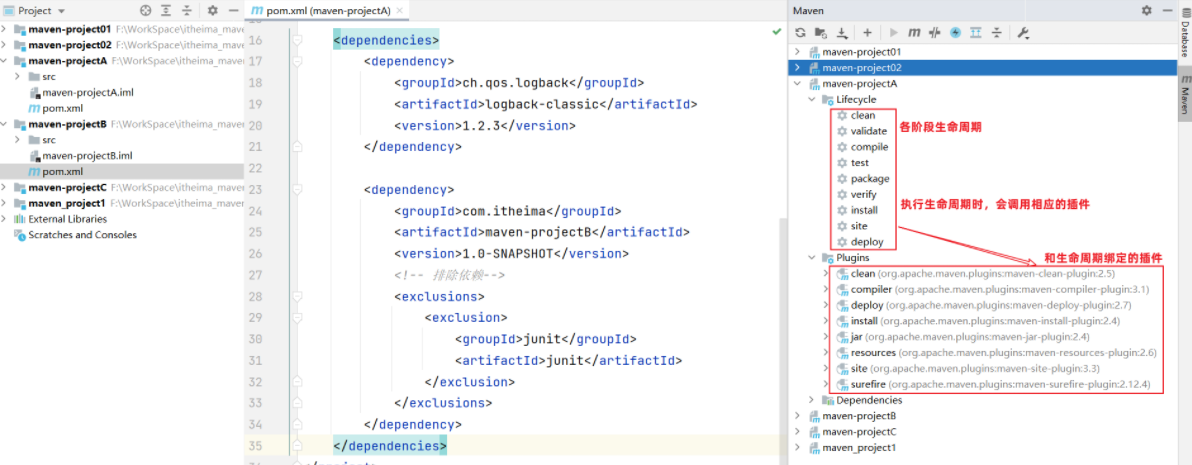 Project
maven-project01 F:\WorkSpace\itheima_maven
maven-project02 F:\WorkSpace\itheima_maven
maven-projectA F:\WorkSpace\itheima_maven
src
maven-projectA.iml
pom.xml
maven-projectB F:\WorkSpace\itheima_maven
src
maven-projectB.iml
pom.xml
maven-projectC F:\WorkSpace\itheima_maven
maven_project1 F:\WorkSpace\itheima_maven
External Libraries
Scratches and Consoles
pom.xml (maven-projectA)
16 <dependencies>
17 <dependency>
18 <groupId>ch.qos.logback</groupId>
19 <artifactId>logback-classic</artifactId>
20 <version>1.2.3</version>
21 </dependency>
22
23 <dependency>
24 <groupId>com.itheima</groupId>
25 <artifactId>maven-projectB</artifactId>
26 <version>1.0-SNAPSHOT</version>
27 <!-- 排除依赖-->
28 <exclusions>
29 <exclusion>
30 <groupId>junit</groupId>
31 <artifactId>junit</artifactId>
32 </exclusion>
33 </exclusions>
34 </dependency>
35 </dependencies>
Maven
maven-project01
maven-project02
maven-projectA
Lifecycle
clean
validate
compile
test
package
verify
install
site
deploy
各阶段生命周期
执行生命周期时，会调用相应的插件
和生命周期绑定的插件
Plugins
clean (org.apache.maven.plugins:maven-clean-plugin:2.5)
compiler (org.apache.maven.plugins:maven-compiler-plugin:3.1)
deploy (org.apache.maven.plugins:maven-deploy-plugin:2.7)
install (org.apache.maven.plugins:maven-install-plugin:2.4)
jar (org.apache.maven.plugins:maven-jar-plugin:2.4)
resources (org.apache.maven.plugins:maven-resources-plugin:2.6)
site (org.apache.maven.plugins:maven-site-plugin:3.3)
surefire (org.apache.maven.plugins:maven-surefire-plugin:2.12.4)
Dependencies
maven-projectB
maven-projectC
maven_project1
Database
Maven